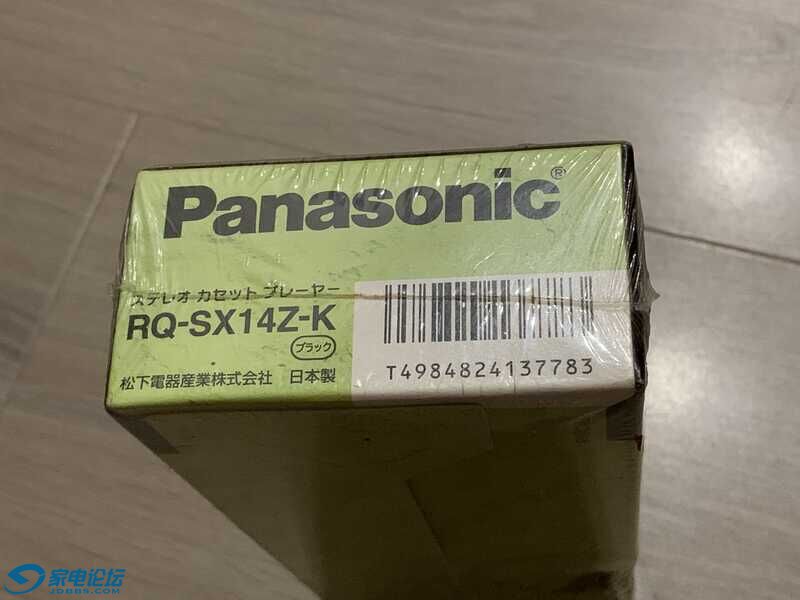 Panasonic®
ステレオ カセット プレーヤー
RQ-SX14Z-K
ブラック
松下電器産業株式会社 日本製
T4984824137783
家电论坛
JDBBS.COM